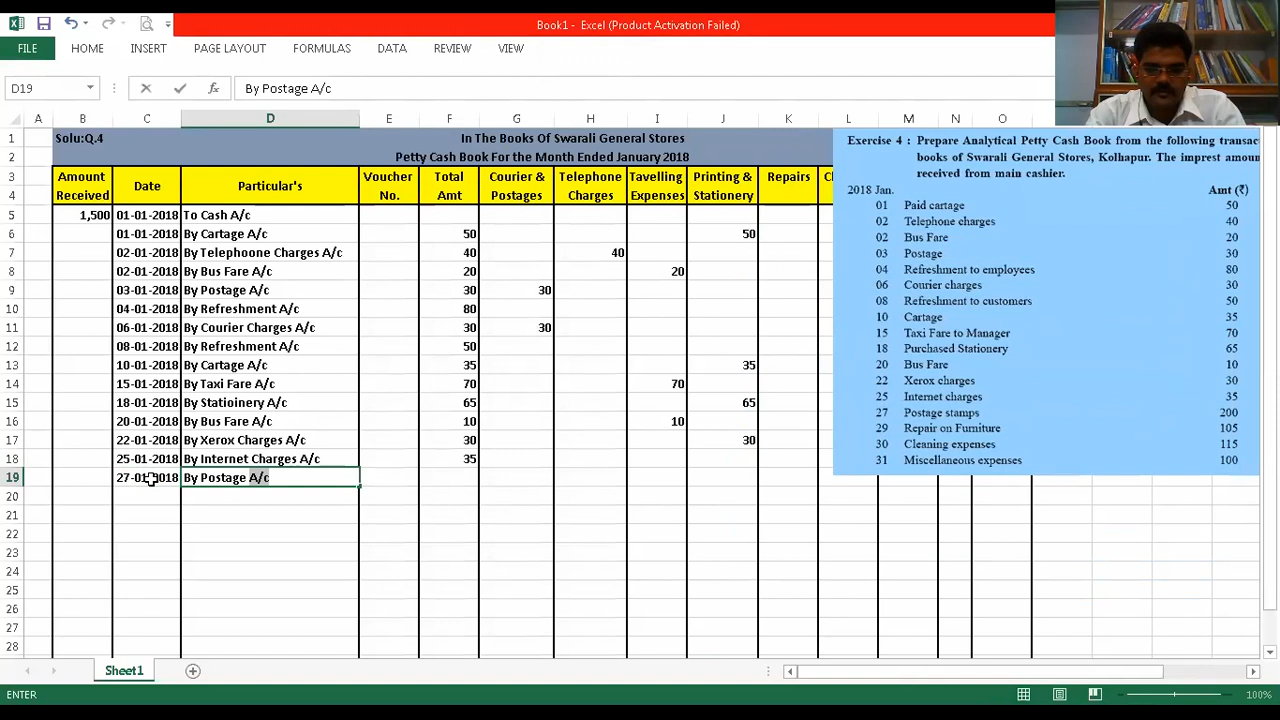 Book1 - Excel (Product Activation Failed)
FILE HOME INSERT PAGE LAYOUT FORMULAS DATA REVIEW VIEW
D19 By Postage A/c
A B C D E F G H I J K L M N O
1 Solu:Q.4 In The Books Of Swarali General Stores
2 Petty Cash Book For the Month Ended January 2018
3 Amount Date Particular's Voucher Total Courier & Telephone Tavelling Printing & Repairs
4 Received No. Amt Postages Charges Expenses Stationery
5 1,500 01-01-2018 To Cash A/c
6 01-01-2018 By Cartage A/c 50 50
7 02-01-2018 By Telephoone Charges A/c 40 40
8 02-01-2018 By Bus Fare A/c 20 20
9 03-01-2018 By Postage A/c 30 30
10 04-01-2018 By Refreshment A/c 80
11 06-01-2018 By Courier Charges A/c 30 30
12 08-01-2018 By Refreshment A/c 50
13 10-01-2018 By Cartage A/c 35 35
14 15-01-2018 By Taxi Fare A/c 70 70
15 18-01-2018 By Statioinery A/c 65 65
16 20-01-2018 By Bus Fare A/c 10 10
17 22-01-2018 By Xerox Charges A/c 30 30
18 25-01-2018 By Internet Charges A/c 35
19 27-01-2018 By Postage A/c
20
21
22
23
24
25
26
27
28
Exercise 4 : Prepare Analytical Petty Cash Book from the following
books of Swarali General Stores, Kolhapur. The imprest
received from main cashier.
2018 Jan. Amt (₹)
01 Paid cartage 50
02 Telephone charges 40
02 Bus Fare 20
03 Postage 30
04 Refreshment to employees 80
06 Courier charges 30
08 Refreshment to customers 50
10 Cartage 35
15 Taxi Fare to Manager 70
18 Purchased Stationery 65
20 Bus Fare 10
22 Xerox charges 30
25 Internet charges 35
27 Postage stamps 200
29 Repair on Furniture 105
30 Cleaning expenses 115
31 Miscellaneous expenses 100
Sheet1
ENTER 100%